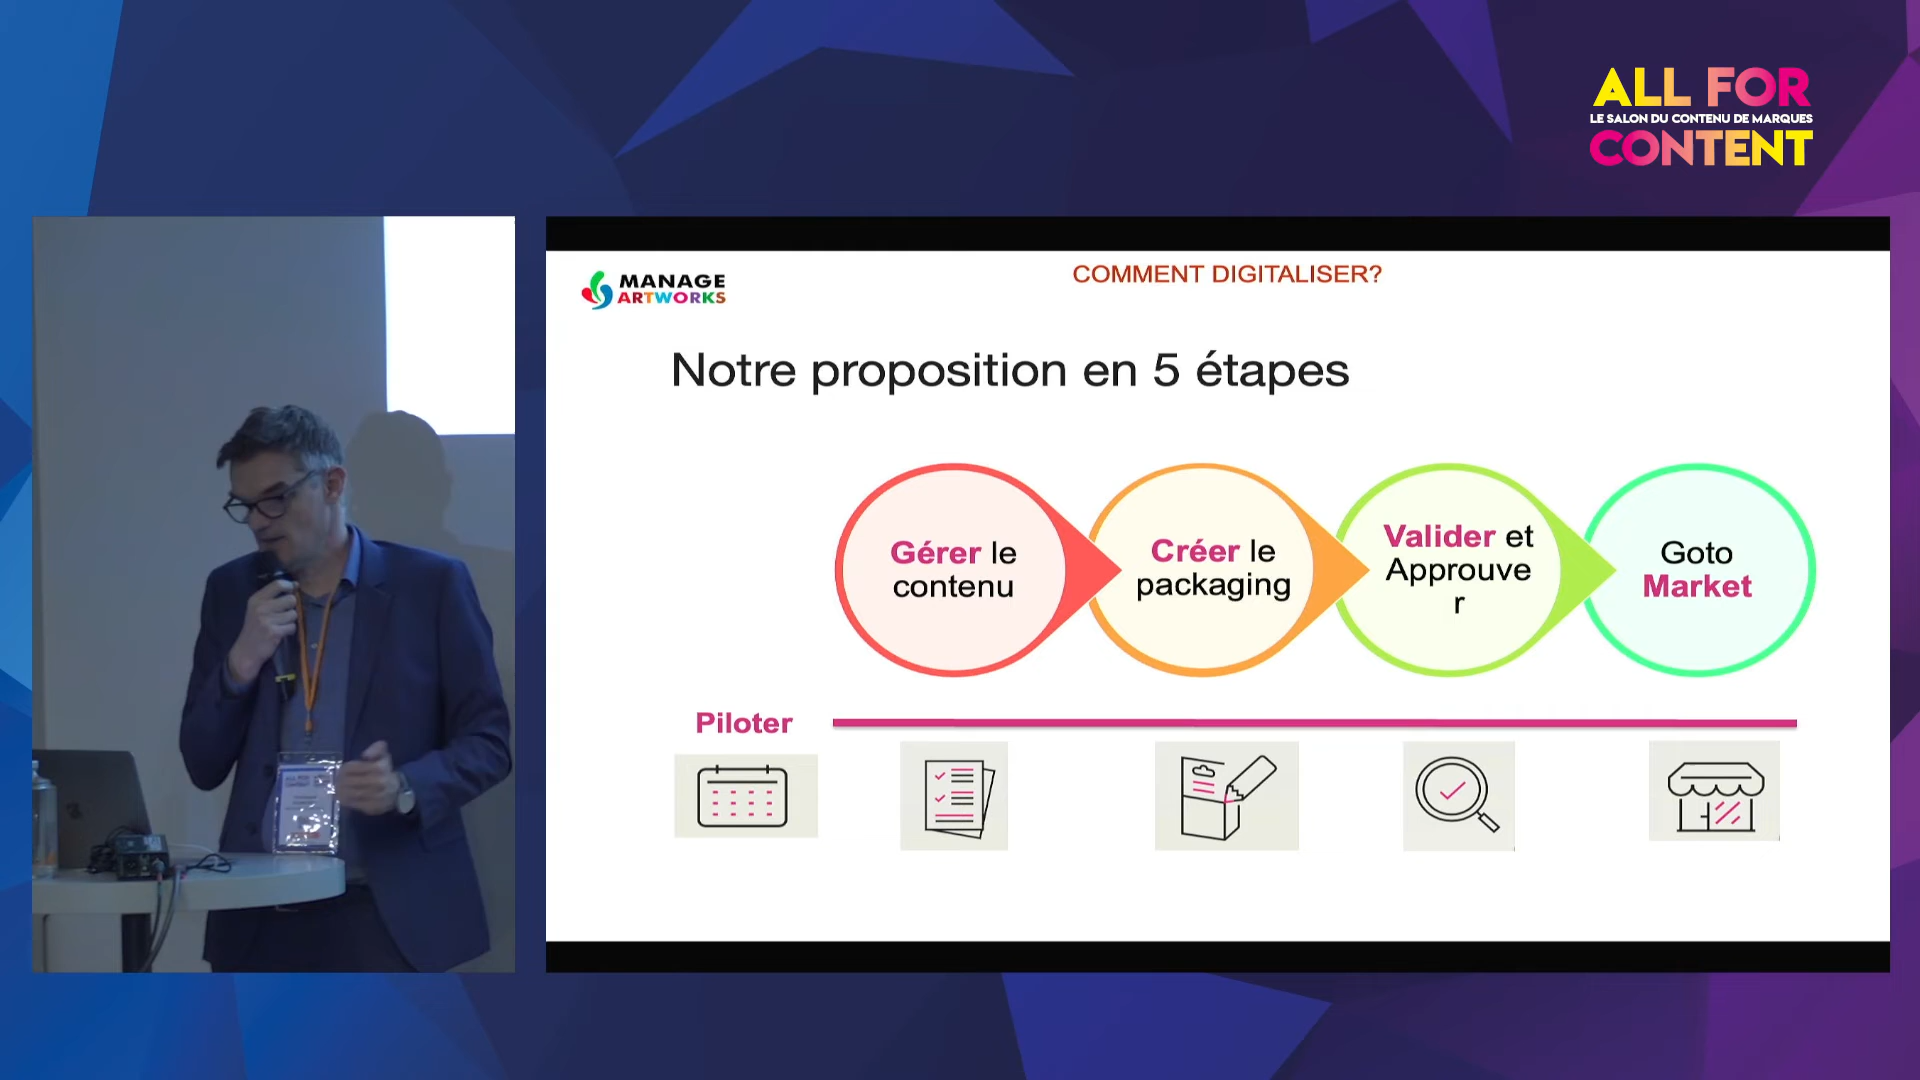 ALL FOR
LE SALON DU CONTENU DE MARQUES
CONTENT
MANAGE
ARTWORKS
COMMENT DIGITALISER?
Notre proposition en 5 étapes
Gérer le
contenu
Créer le
packaging
Valider et
Approuve
r
Goto
Market
Piloter